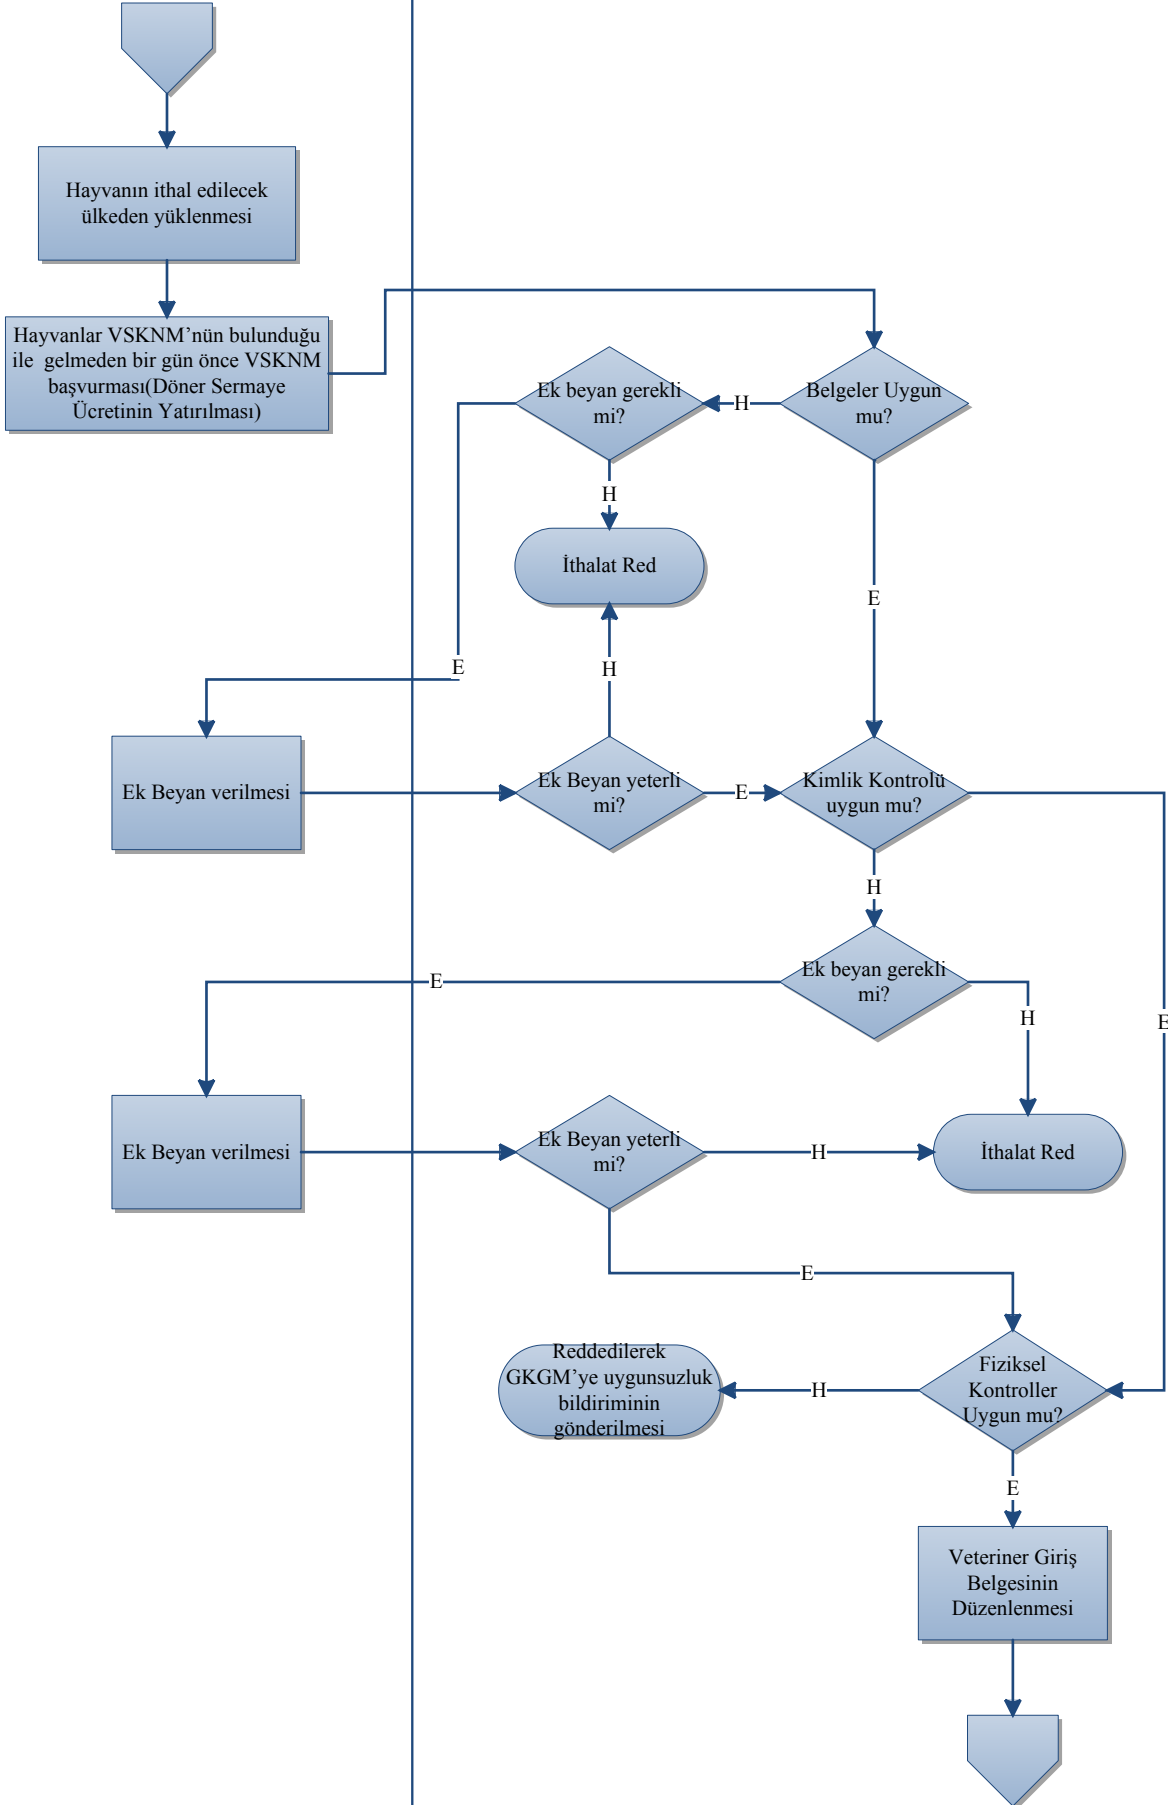 Hayvanın ithal edilecek
ülkeden yüklenmesi
Hayvanlar VSKNM’nün bulunduğu
ile gelmeden bir gün önce VSKNM
başvurması(Döner Sermaye
Ücretinin Yatırılması)
Belgeler Uygun
mu?
H
Ek beyan gerekli
mi?
H
İthalat Red
E
E
H
Ek Beyan verilmesi
Ek Beyan yeterli
mi?
E
Kimlik Kontrolü
uygun mu?
H
Ek beyan gerekli
mi?
E
H
E
Ek Beyan verilmesi
Ek Beyan yeterli
mi?
H
İthalat Red
E
Fiziksel
Kontroller
Uygun mu?
H
Reddedilerek
GKGM’ye uygunsuzluk
bildiriminin
gönderilmesi
E
Veteriner Giriş
Belgesinin
Düzenlenmesi